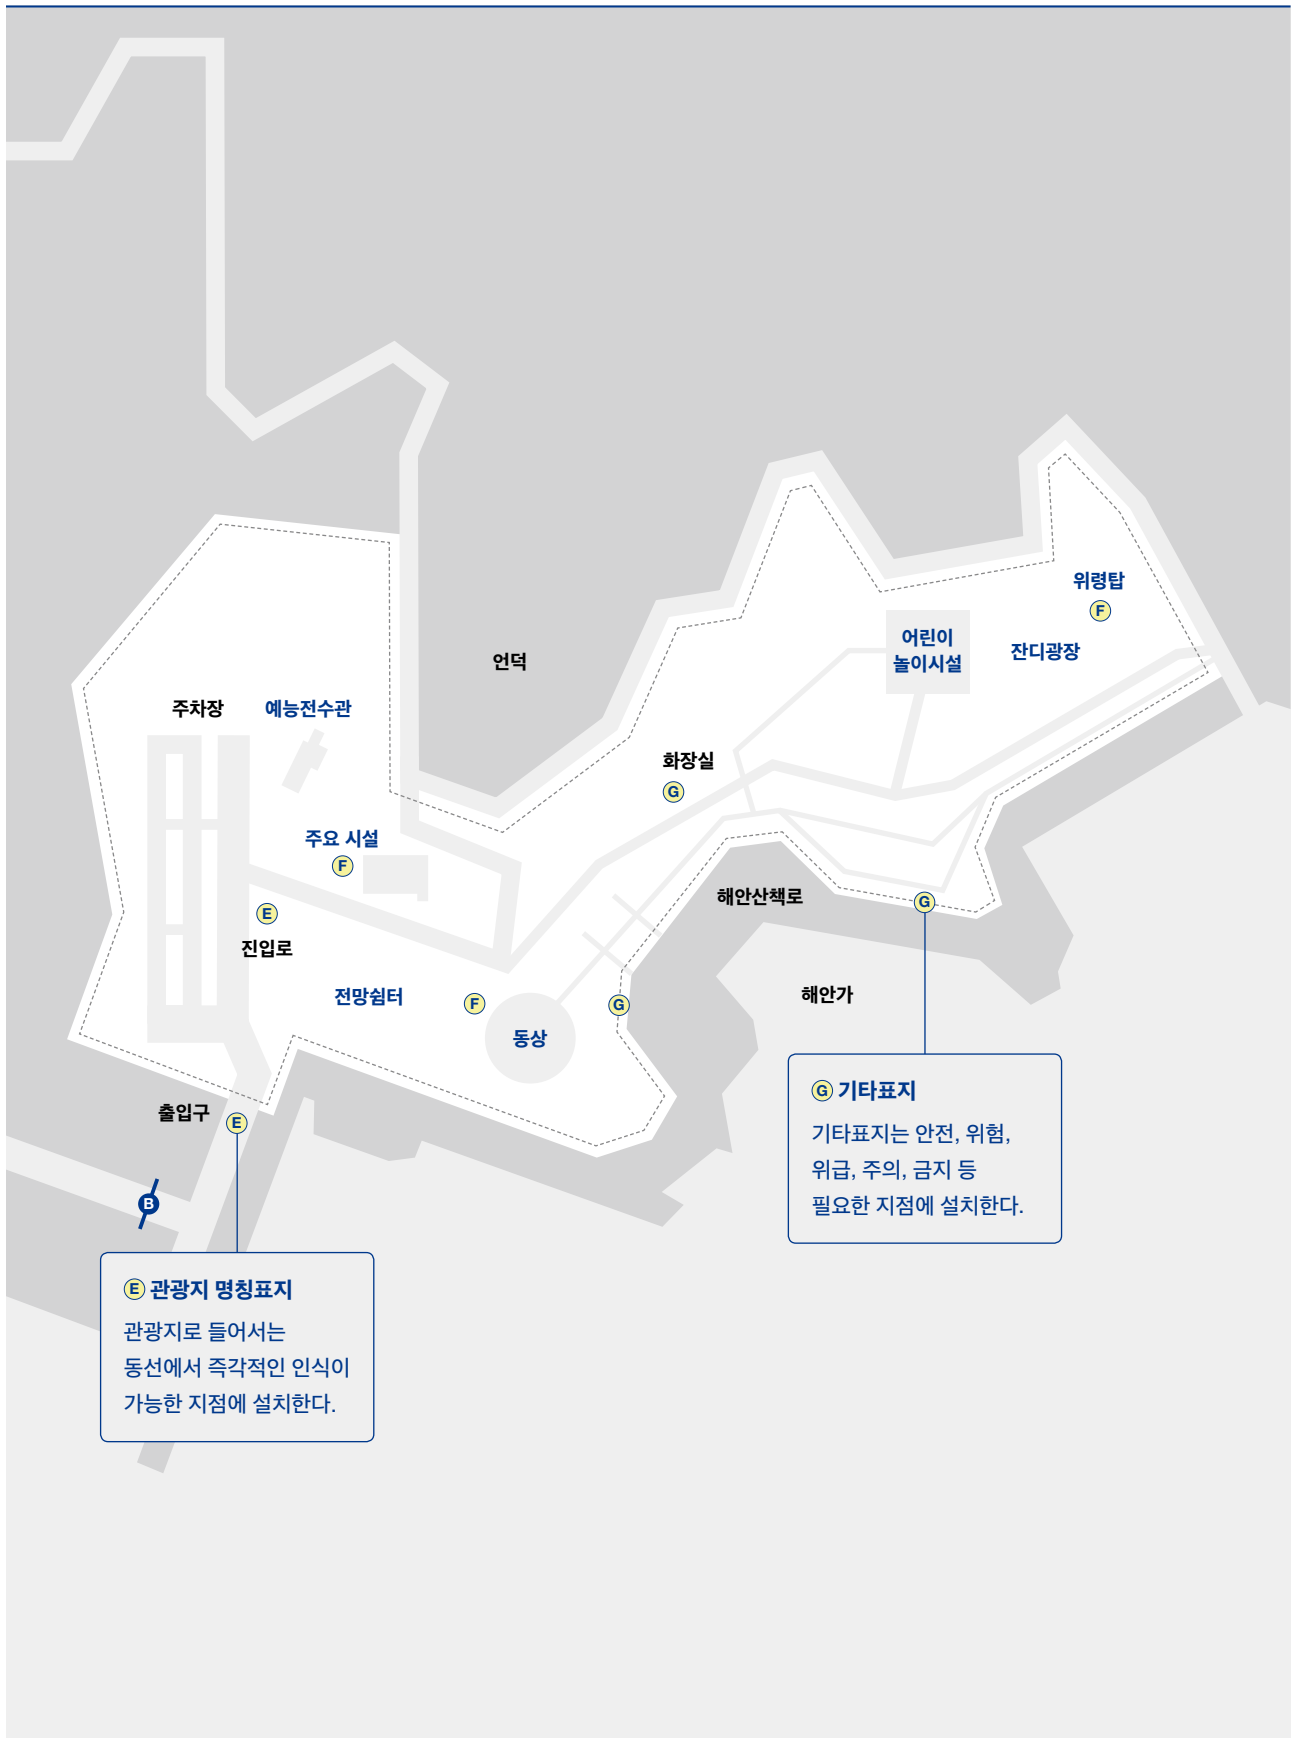 위령탑
F
어린이
놀이시설
잔디광장
언덕
주차장
예능전수관
화장실
G
주요 시설
F
E
진입로
해안산책로
G
전망쉼터
F
G
해안가
동상
출입구
E
B
G 기타표지
기타표지는 안전, 위험,
위급, 주의, 금지 등
필요한 지점에 설치한다.
E 관광지 명칭표지
관광지로 들어서는
동선에서 즉각적인 인식이
가능한 지점에 설치한다.